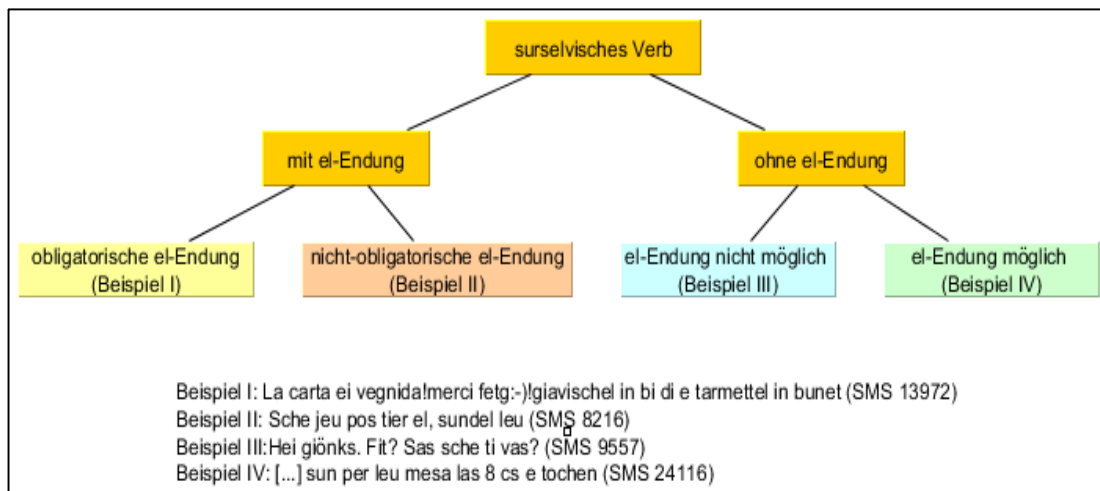 surselvisches Verb
mit el-Endung
ohne el-Endung
obligatorische el-Endung
(Beispiel I)
nicht-obligatorische el-Endung
(Beispiel II)
el-Endung nicht möglich
(Beispiel III)
el-Endung möglich
(Beispiel IV)
Beispiel I: La carta ei vegnida!merci fetg:-)!giavischel in bi di e tarmettel in bunet (SMS 13972)
Beispiel II: Sche jeu pos tier el, sundel leu (SMS 8216)
Beispiel III:Hei giönks. Fit? Sas sche ti vas? (SMS 9557)
Beispiel IV: [...] sun per leu mesa las 8 cs e tochen (SMS 24116)